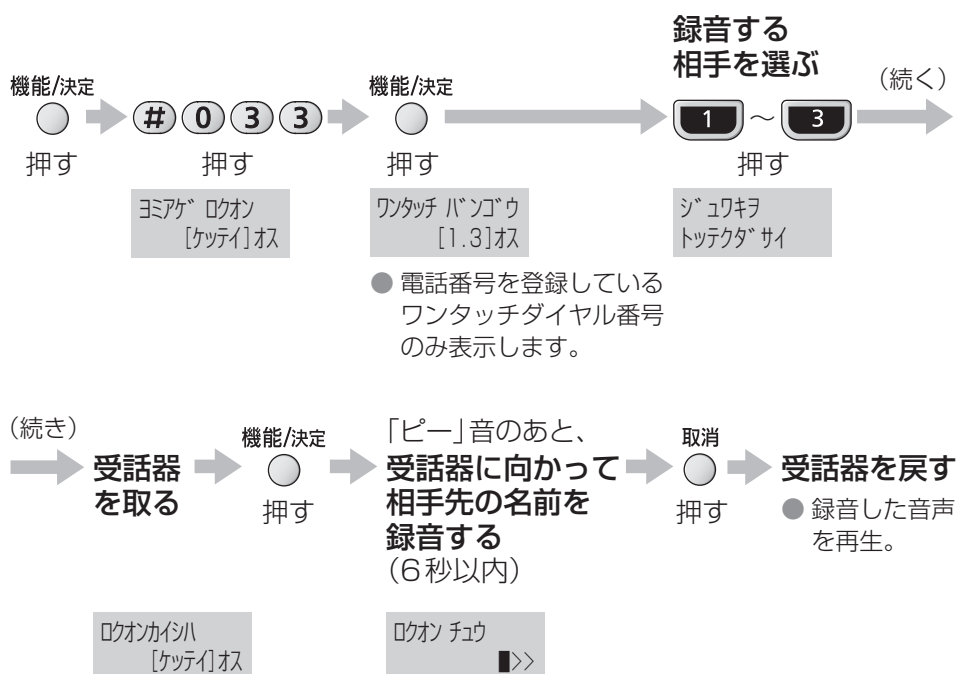 録音する
相手を選ぶ
(続く)
機能/決定
# 0 3 3
機能/決定
1 ～ 3
押す
押す
押す
押す
ヨミアゲ ロクオン
[ケッテイ]オス
ワンタッチ バンゴウ
[1.3]オス
ジュワキヲ
トッテクダサイ
● 電話番号を登録している
ワンタッチダイヤル番号
のみ表示します。
(続き)
受話器
を取る
機能/決定
押す
「ピー」音のあと、
受話器に向かって
相手先の名前を
録音する
(6秒以内)
取消
押す
受話器を戻す
● 録音した音声
を再生。
ロクオンカイシハ
[ケッテイ]オス
ロクオン チュウ
█>>